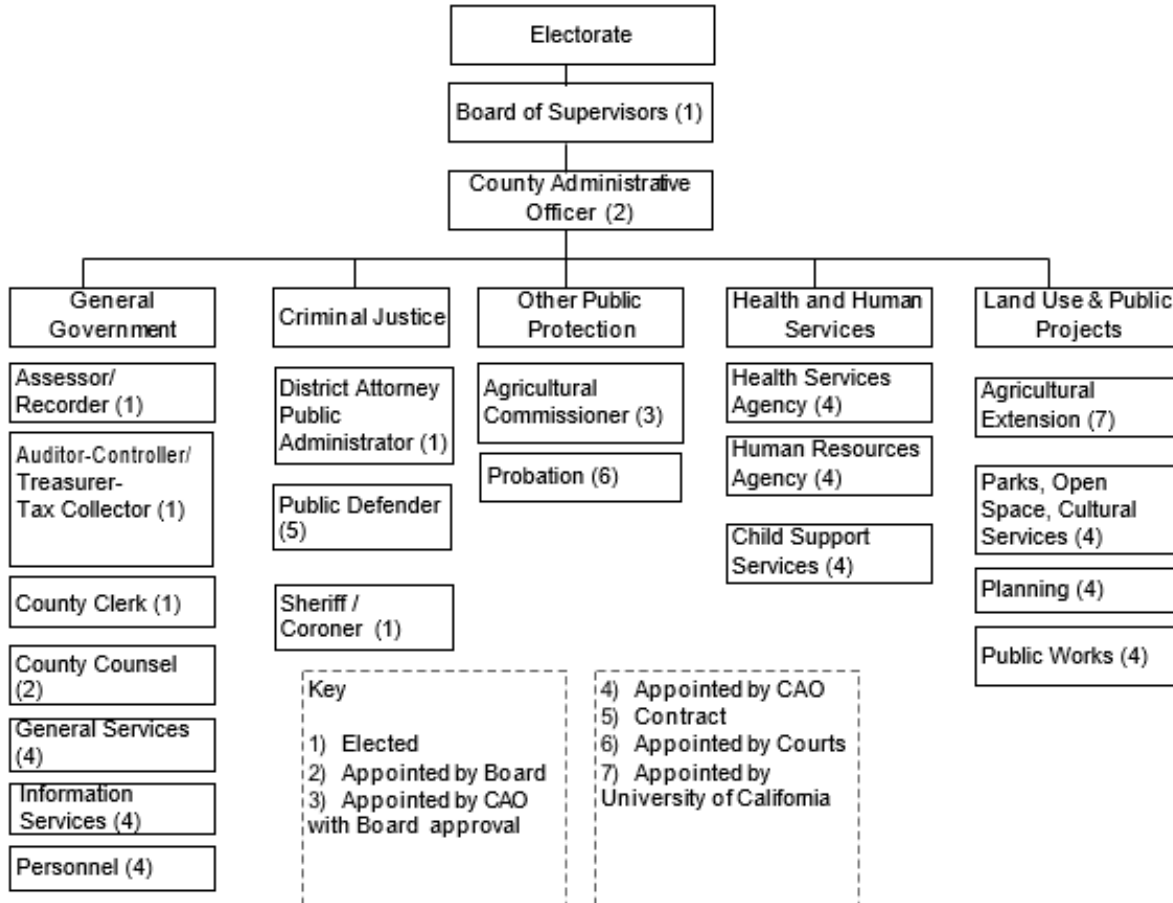 Electorate
Board of Supervisors (1)
County Administrative
Officer (2)
General
Government
Criminal Justice
Other Public
Protection
Health and Human
Services
Land Use & Public
Projects
Assessor/
Recorder (1)
Auditor-Controller/
Treasurer-
Tax Collector (1)
County Clerk (1)
County Counsel
(2)
General Services
(4)
Information
Services (4)
Personnel (4)
District Attorney
Public
Administrator (1)
Public Defender
(5)
Sheriff /
Coroner (1)
Agricultural
Commissioner (3)
Probation (6)
Health Services
Agency (4)
Human Resources
Agency (4)
Child Support
Services (4)
Agricultural
Extension (7)
Parks, Open
Space, Cultural
Services (4)
Planning (4)
Public Works (4)
Key
1) Elected
2) Appointed by Board
3) Appointed by CAO
with Board approval
4) Appointed by CAO
5) Contract
6) Appointed by Courts
7) Appointed by
University of California